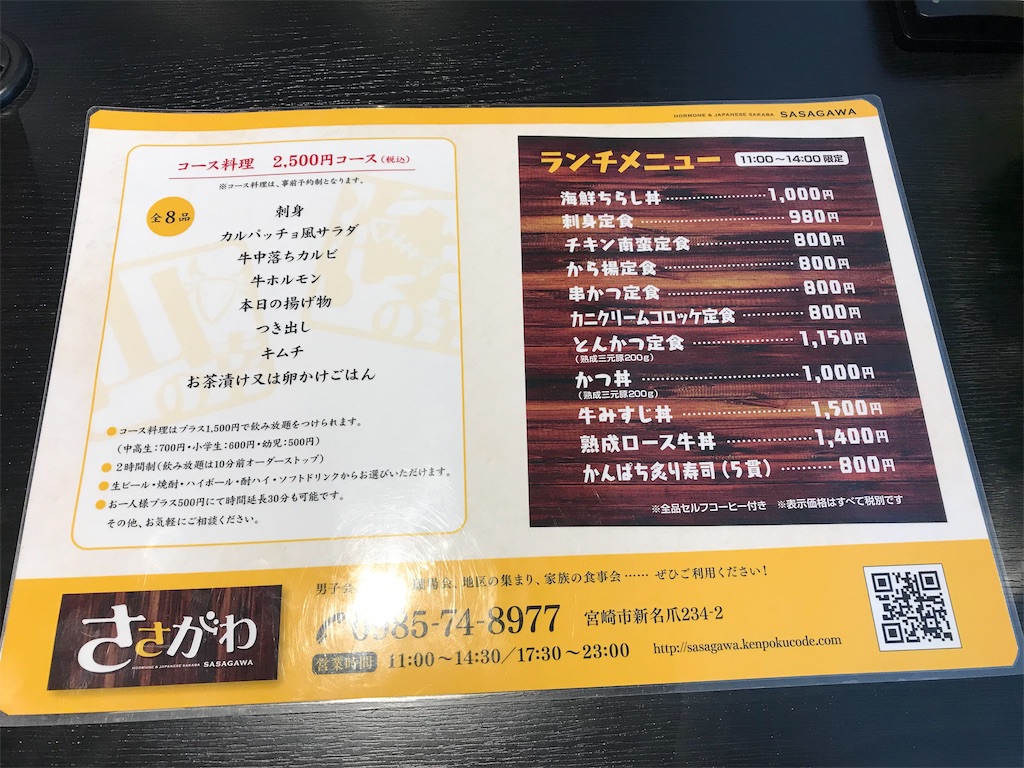 HORMONE & JAPANESE SAKABA SASAGAWA
コース料理 2,500円コース(税込)
※コース料理は、事前予約制となります。
全8品
刺身
カルパッチョ風サラダ
牛中落ちカルビ
牛ホルモン
本日の揚げ物
つき出し
キムチ
お茶漬け又は卵かけごはん
●コース料理はプラス1,500円で飲み放題をつけられます。
(中高生:700円・小学生:600円・幼児:500円)
●2時間制(飲み放題は10分前オーダーストップ)
●生ビール・焼酎・ハイボール・酎ハイ・ソフトドリンクからお選びいただけます。
●お一人様プラス500円にて時間延長30分も可能です。
その他、お気軽にご相談ください。
ランチメニュー 11:00〜14:00限定
海鮮ちらし丼 1,000円
刺身定食 980円
チキン南蛮定食 800円
から揚定食 800円
串かつ定食 800円
カニクリームコロッケ定食 800円
とんかつ定食 1,150円
(熟成三元豚200g)
かつ丼 1,000円
(熟成三元豚200g)
牛みすじ丼 1,500円
熟成ロース牛丼 1,400円
かんぱち炙り寿司(5貫) 800円
※全品セルフコーヒー付き ※表示価格はすべて税別です
ささがわ
HORMONE & JAPANESE SAKABA SASAGAWA
男子会、地区の集まり、家族の食事会…… ぜひご利用ください!
0985-74-8977 宮崎市新名爪234-2
営業時間 11:00〜14:30/17:30〜23:00
http://sasagawa.kenpokucode.com